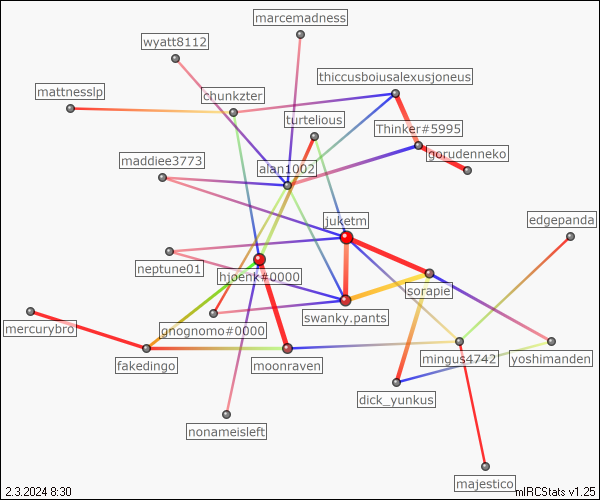 marcemadness
wyatt8112
thiccusboiusalexusjoneus
mattnesslp
chunkzter
turtelious
Thinker#5995
gorudenneko
maddiee3773
alan1002
juketm
edgepanda
neptune01
hjoenk#0000
sorapie
swanky.pants
mercurybro
gnognomo#0000
fakedingo
moonraven
mingus4742
yoshimanden
dick_yunkus
nonameisleft
majestico
2.3.2024 8:30
mIRCStats v1.25